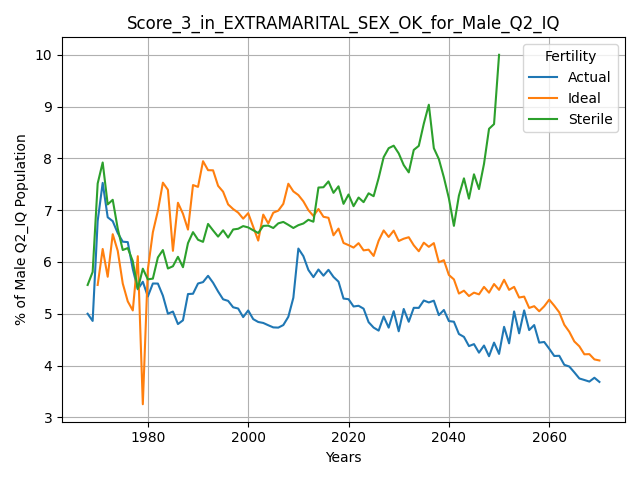 Score_3_in_EXTRAMARITAL_SEX_OK_for_Male_Q2_IQ
% of Male Q2_IQ Population
10
9
8
7
6
5
4
3
Fertility
Actual
Ideal
Sterile
1980
2000
2020
2040
2060
Years